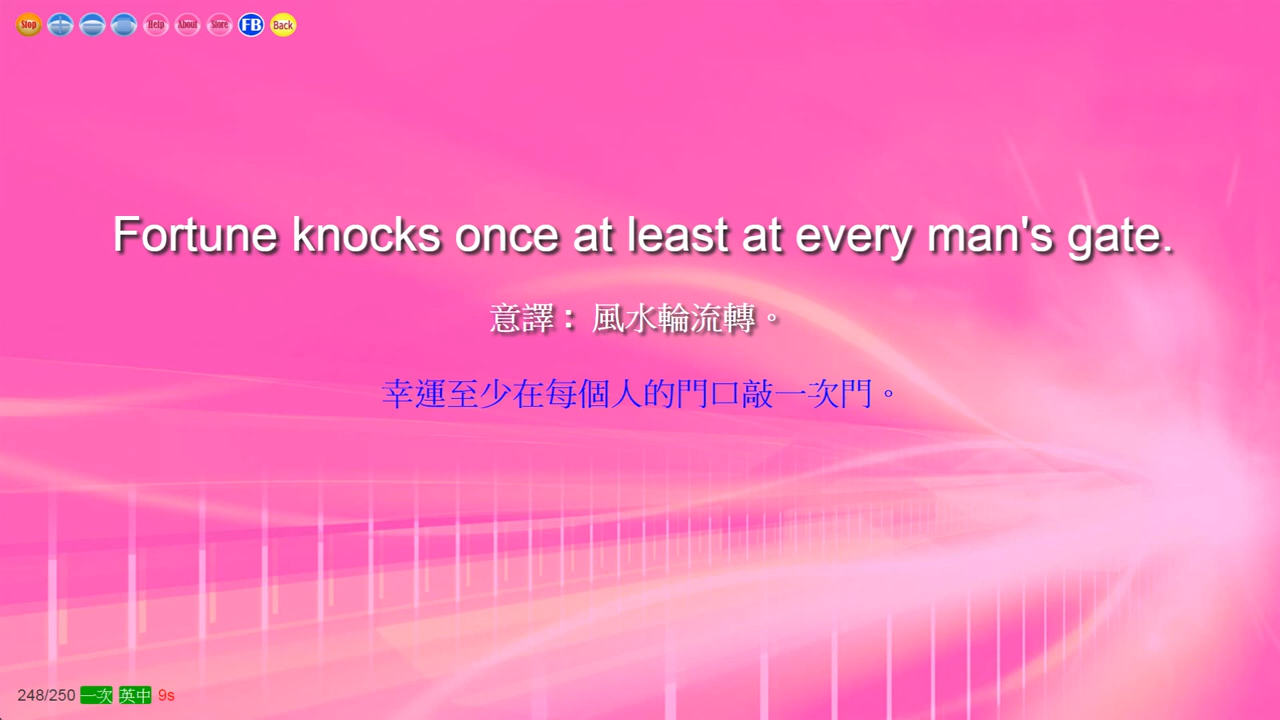 Stop Help About Store FB Back
Fortune knocks once at least at every man's gate.
意譯： 風水輪流轉。
幸運至少在每個人的門口敲一次門。
248/250 一次 英中 9s